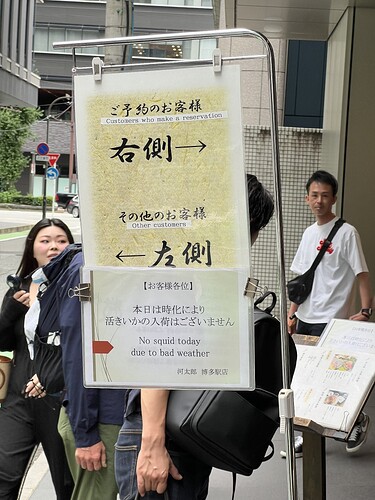 ご予約のお客様
Customers who make a reservation
右側→
その他のお客様
Other customers
←左側
【お客様各位】
本日は時化により
活きいかの入荷はございません
No squid today
due to bad weather
河太郎 博多駅店